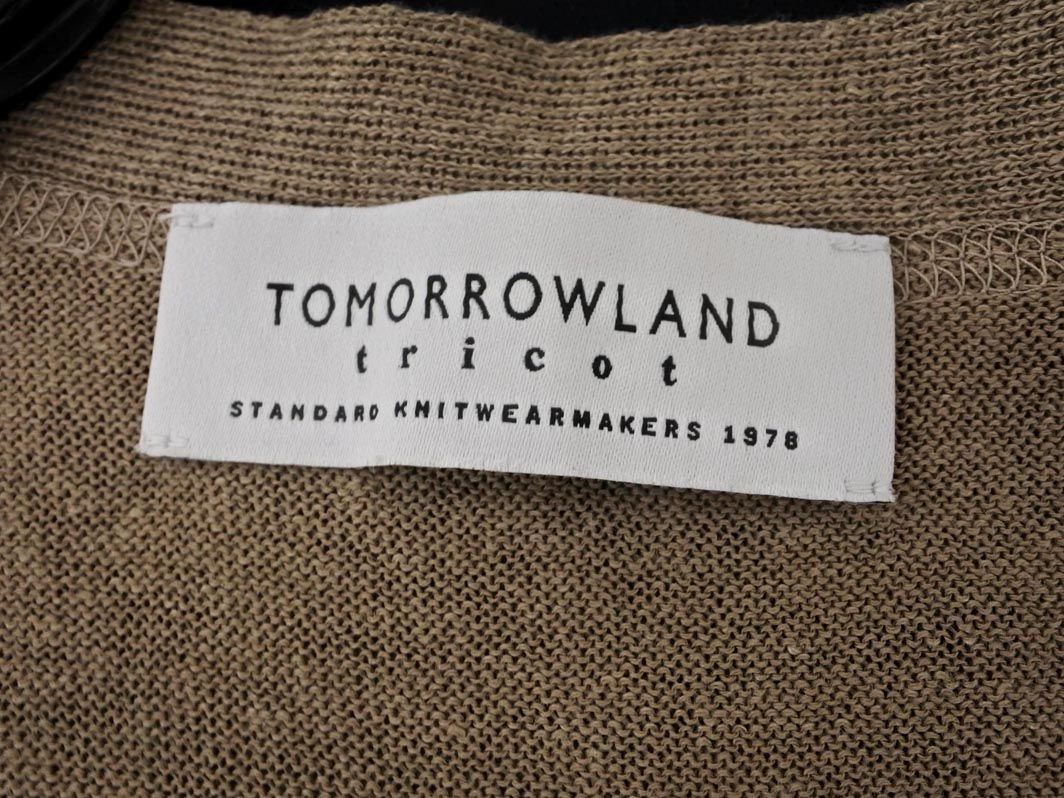 TOMORROWLAND
tricot
STANDARD KNITWEARMAKERS 1978